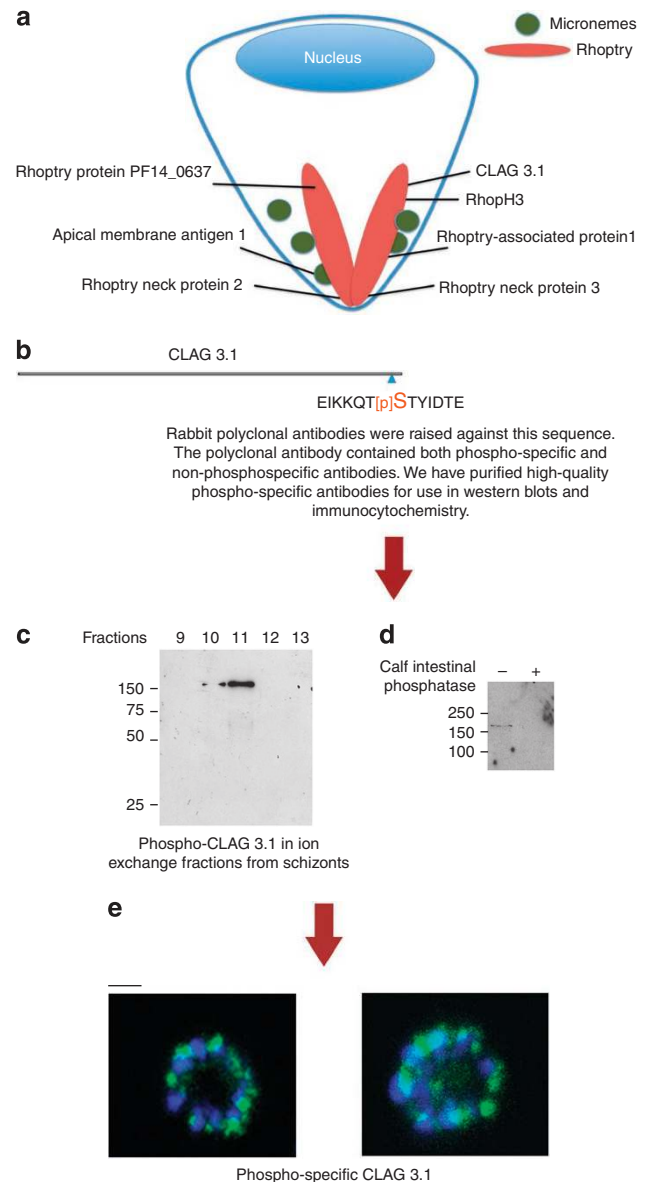 a
Micronemes
Rhoptry
Nucleus
Rhoptry protein PF14_0637
CLAG 3.1
RhopH3
Apical membrane antigen 1
Rhoptry-associated protein1
Rhoptry neck protein 2
Rhoptry neck protein 3
b
CLAG 3.1
EIKKQT[p]STYIDTE
Rabbit polyclonal antibodies were raised against this sequence.
The polyclonal antibody contained both phospho-specific and
non-phosphospecific antibodies. We have purified high-quality
phospho-specific antibodies for use in western blots and
immunocytochemistry.
c
Fractions 9 10 11 12 13
150
75
50
25
Phospho-CLAG 3.1 in ion
exchange fractions from schizonts
d
Calf intestinal
phosphatase
– +
250
150
100
e
Phospho-specific CLAG 3.1